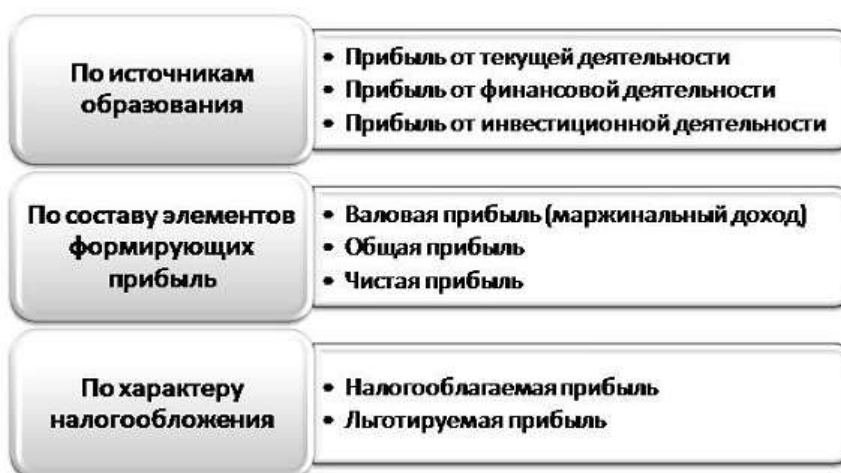 По источникам
образования
• Прибыль от текущей деятельности
• Прибыль от финансовой деятельности
• Прибыль от инвестиционной деятельности
По составу элементов
формирующих
прибыль
• Валовая прибыль (маржинальный доход)
• Общая прибыль
• Чистая прибыль
По характеру
налогообложения
• Налогооблагаемая прибыль
• Льготируемая прибыль